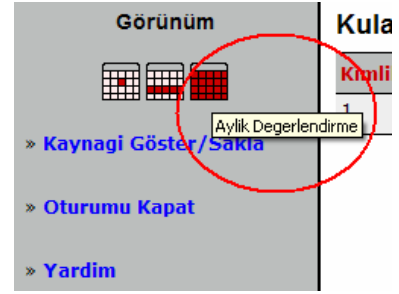 Görünüm
Kula
Kimli
1
Aylik Degerlendirme
» Kaynagi Göster/Sakla
» Oturumu Kapat
» Yardim